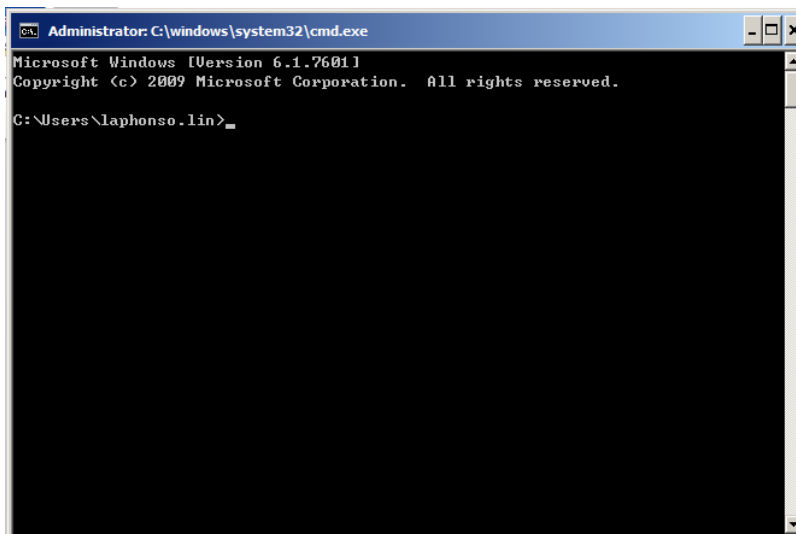 Administrator: C:\windows\system32\cmd.exe
Microsoft Windows [Version 6.1.7601]
Copyright (c) 2009 Microsoft Corporation.  All rights reserved.
C:\Users\laphonso.lin>_